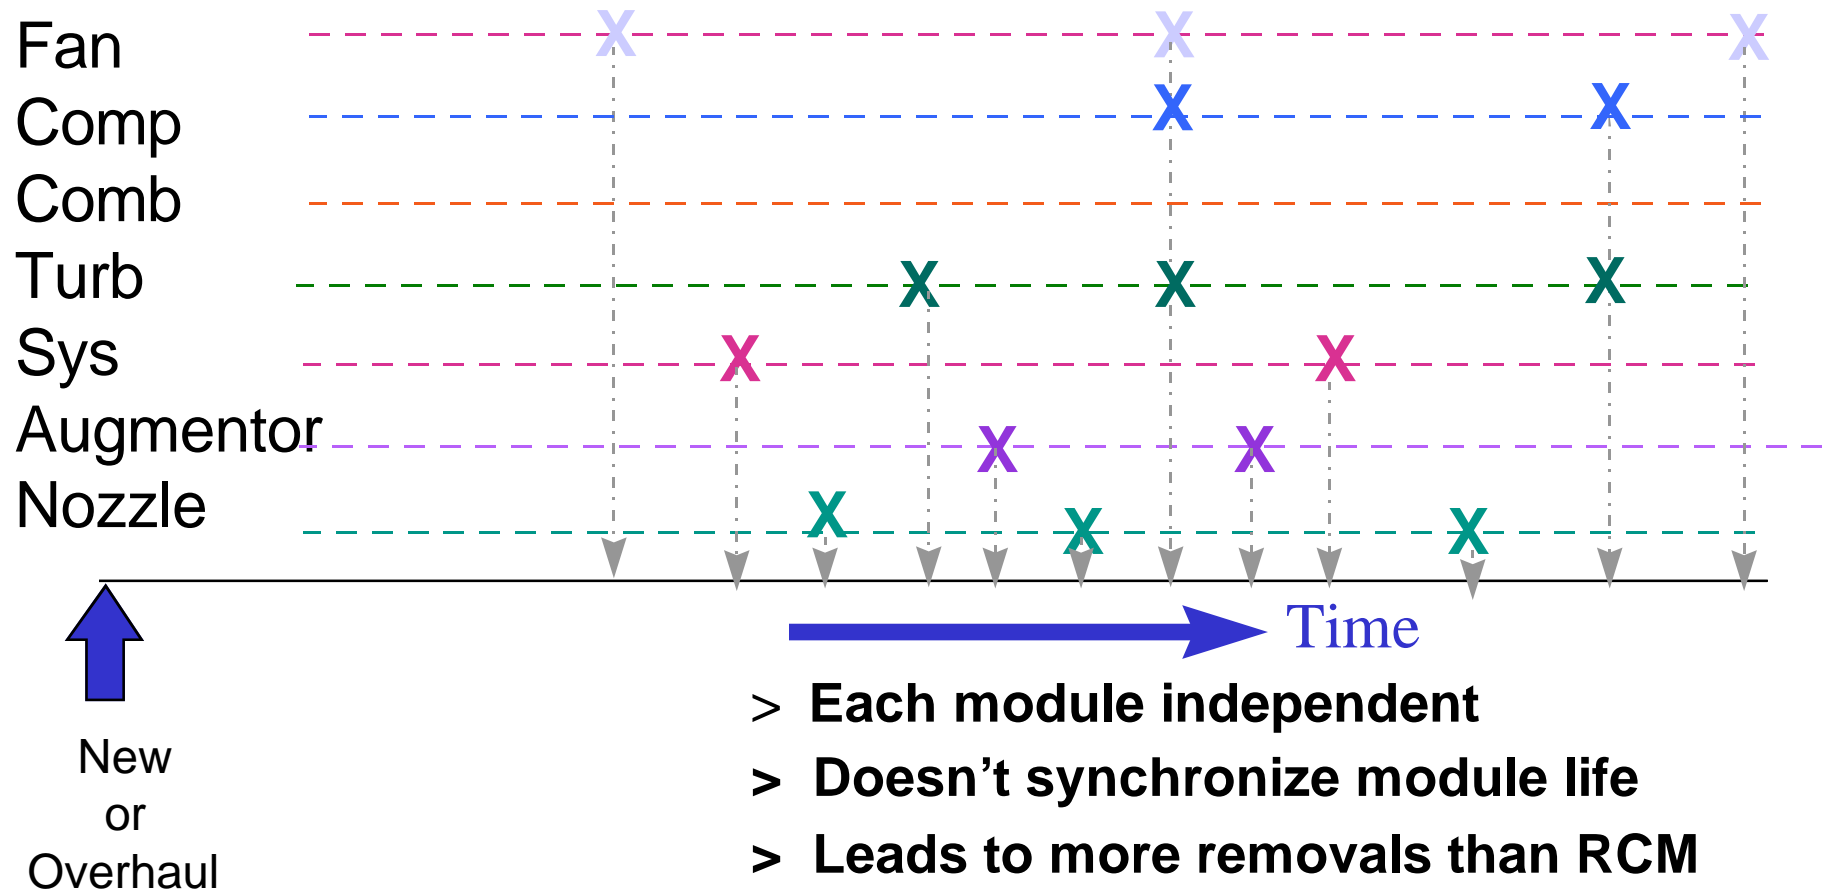 Fan
Comp
Comb
Turb
Sys
Augmentor
Nozzle
X X X
X X
X X X
X X
X X
X X X
Time
New
or
Overhaul
> Each module independent
> Doesn’t synchronize module life
> Leads to more removals than RCM